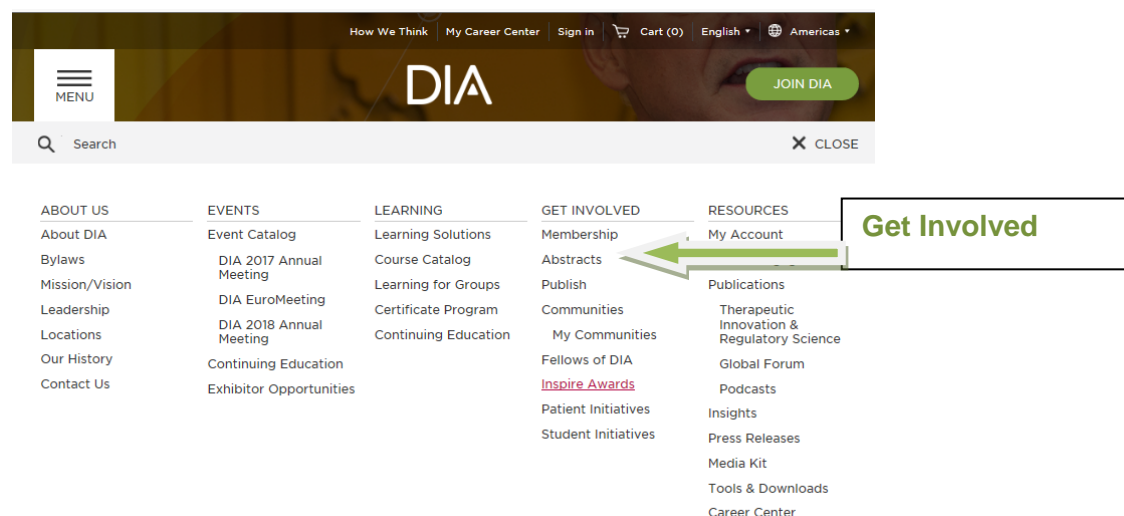 How We Think My Career Center Sign in Cart (0) English Americas
MENU
DIA
JOIN DIA
Search
CLOSE
ABOUT US
About DIA
Bylaws
Mission/Vision
Leadership
Locations
Our History
Contact Us
EVENTS
Event Catalog
DIA 2017 Annual
Meeting
DIA EuroMeeting
DIA 2018 Annual
Meeting
Continuing Education
Exhibitor Opportunities
LEARNING
Learning Solutions
Course Catalog
Learning for Groups
Certificate Program
Continuing Education
GET INVOLVED
Membership
Abstracts
Publish
Communities
My Communities
Fellows of DIA
Inspire Awards
Patient Initiatives
Student Initiatives
RESOURCES
My Account
Publications
Therapeutic
Innovation &
Regulatory Science
Global Forum
Podcasts
Insights
Press Releases
Media Kit
Tools & Downloads
Career Center
Get Involved